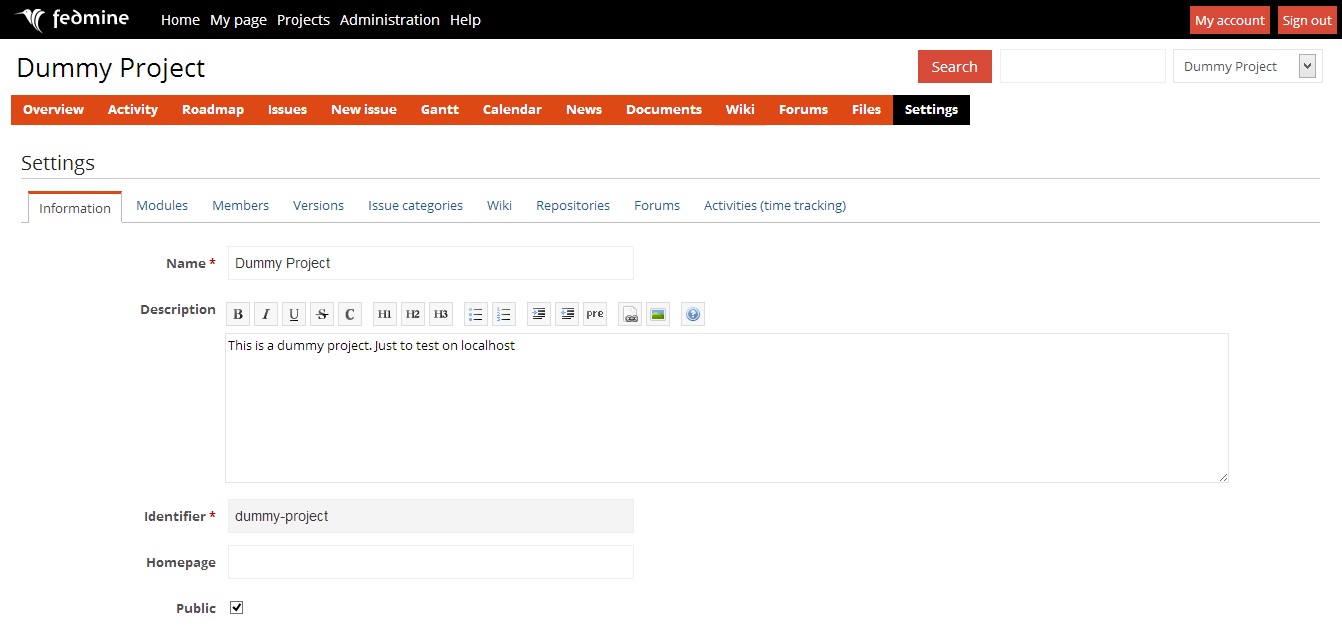 fedmine Home My page Projects Administration Help My account Sign out
Dummy Project Search Dummy Project
Overview Activity Roadmap Issues New issue Gantt Calendar News Documents Wiki Forums Files Settings
Settings
Information Modules Members Versions Issue categories Wiki Repositories Forums Activities (time tracking)
Name * Dummy Project
Description B I U S C H1 H2 H3 pre
This is a dummy project. Just to test on localhost
Identifier * dummy-project
Homepage
Public